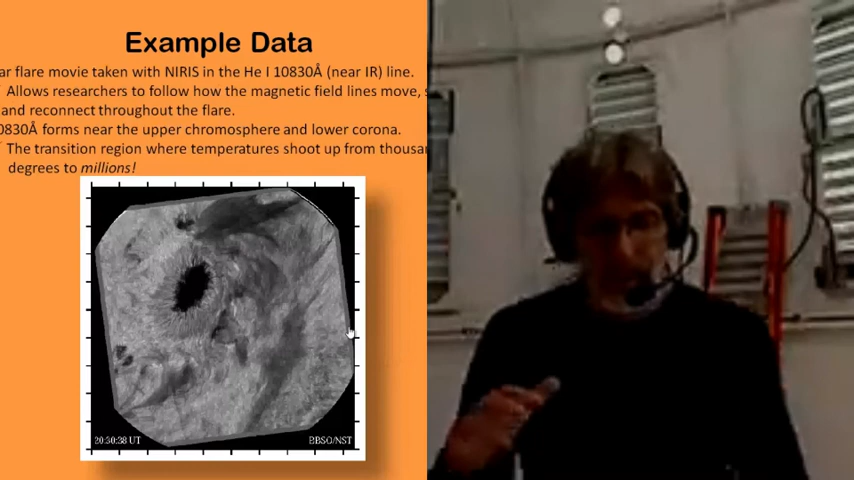 Example Data
ar flare movie taken with NIRIS in the He I 10830Å (near IR) line.
Allows researchers to follow how the magnetic field lines move, s
and reconnect throughout the flare.
0830Å forms near the upper chromosphere and lower corona.
The transition region where temperatures shoot up from thousan
degrees to millions!
20:30:38 UT
BBSO/NST